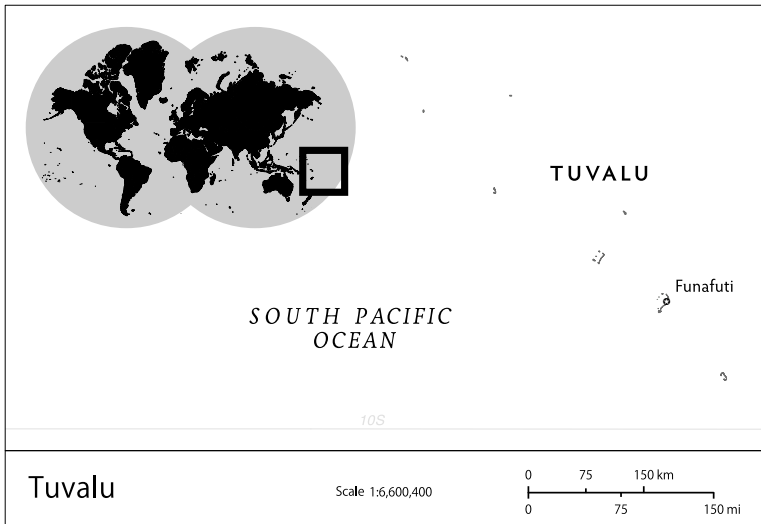 TUVALU
Funafuti
SOUTH PACIFIC
OCEAN
10S
Tuvalu
Scale 1:6,600,400
0 75 150 km
0 75 150 mi